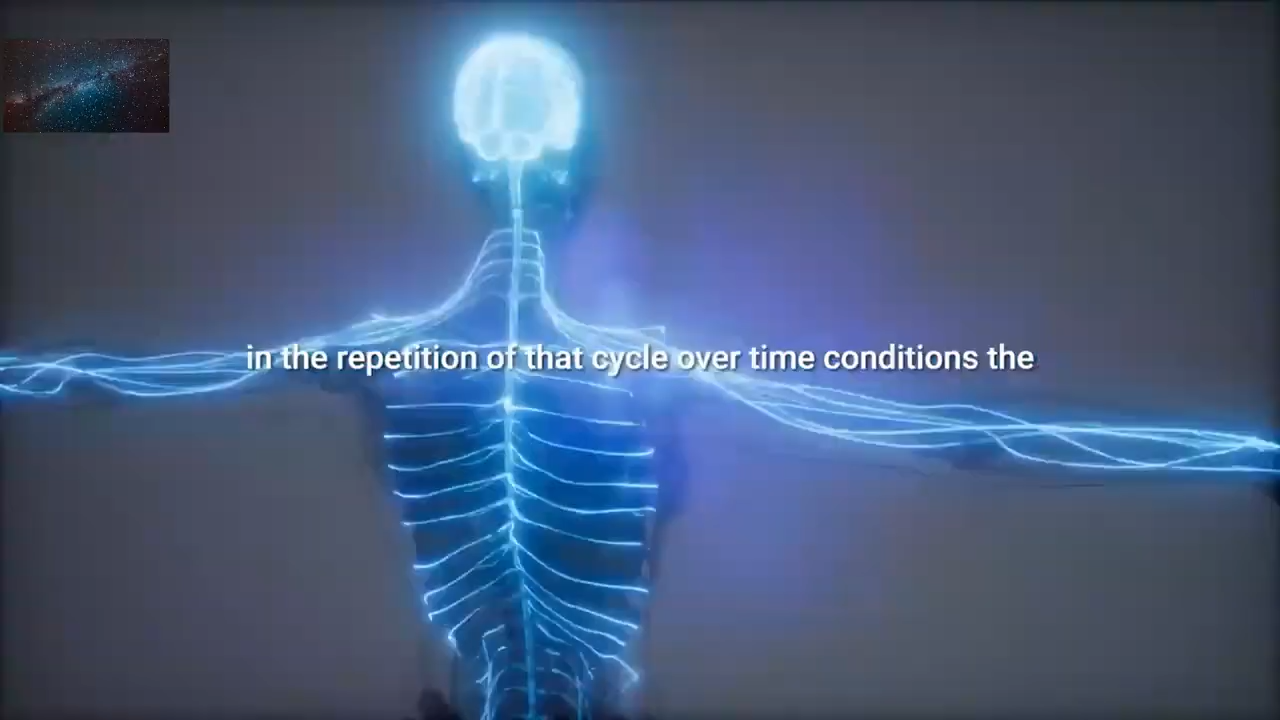 in the repetition of that cycle over time conditions the